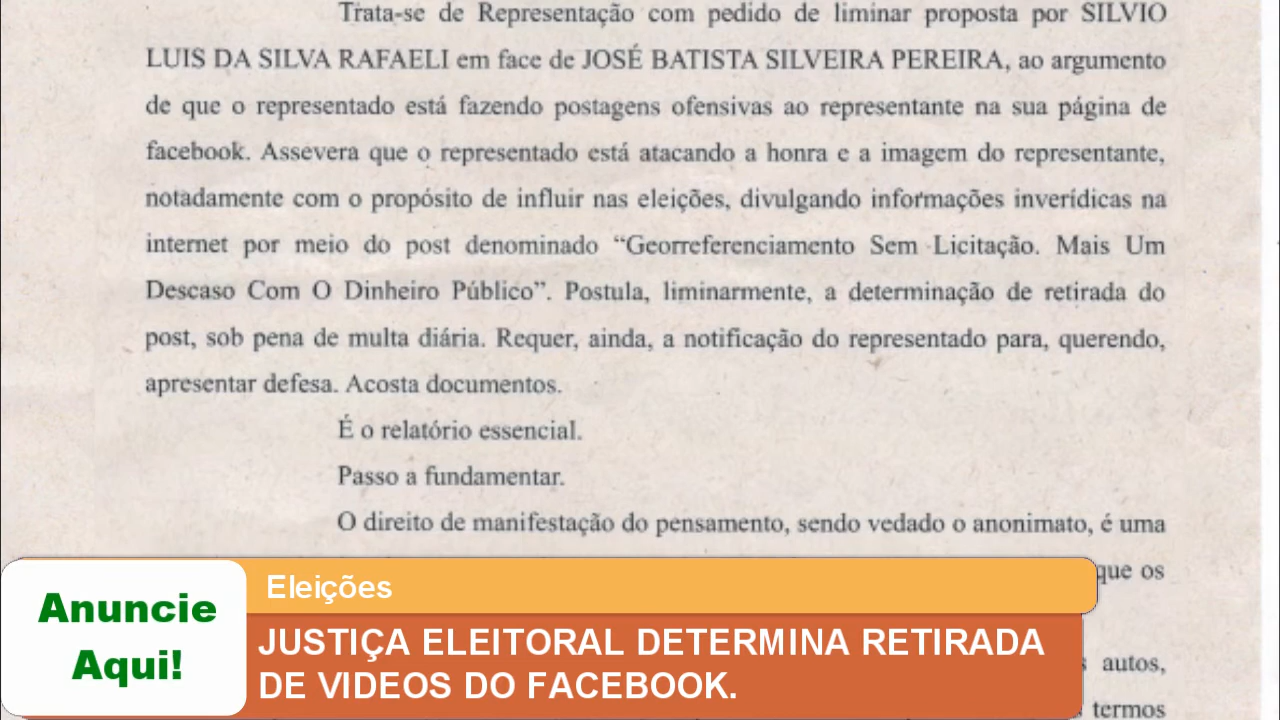 Trata-se de Representação com pedido de liminar proposta por SILVIO
LUIS DA SILVA RAFAELI em face de JOSÉ BATISTA SILVEIRA PEREIRA, ao argumento
de que o representado está fazendo postagens ofensivas ao representante na sua página de
facebook. Assevera que o representado está atacando a honra e a imagem do representante,
notadamente com o propósito de influir nas eleições, divulgando informações inverídicas na
internet por meio do post denominado “Georreferenciamento Sem Licitação. Mais Um
Descaso Com O Dinheiro Público”. Postula, liminarmente, a determinação de retirada do
post, sob pena de multa diária. Requer, ainda, a notificação do representado para, querendo,
apresentar defesa. Acosta documentos.
É o relatório essencial.
Passo a fundamentar.
O direito de manifestação do pensamento, sendo vedado o anonimato, é uma
que os
autos,
termos
Anuncie
Aqui!
Eleições
JUSTIÇA ELEITORAL DETERMINA RETIRADA
DE VIDEOS DO FACEBOOK.